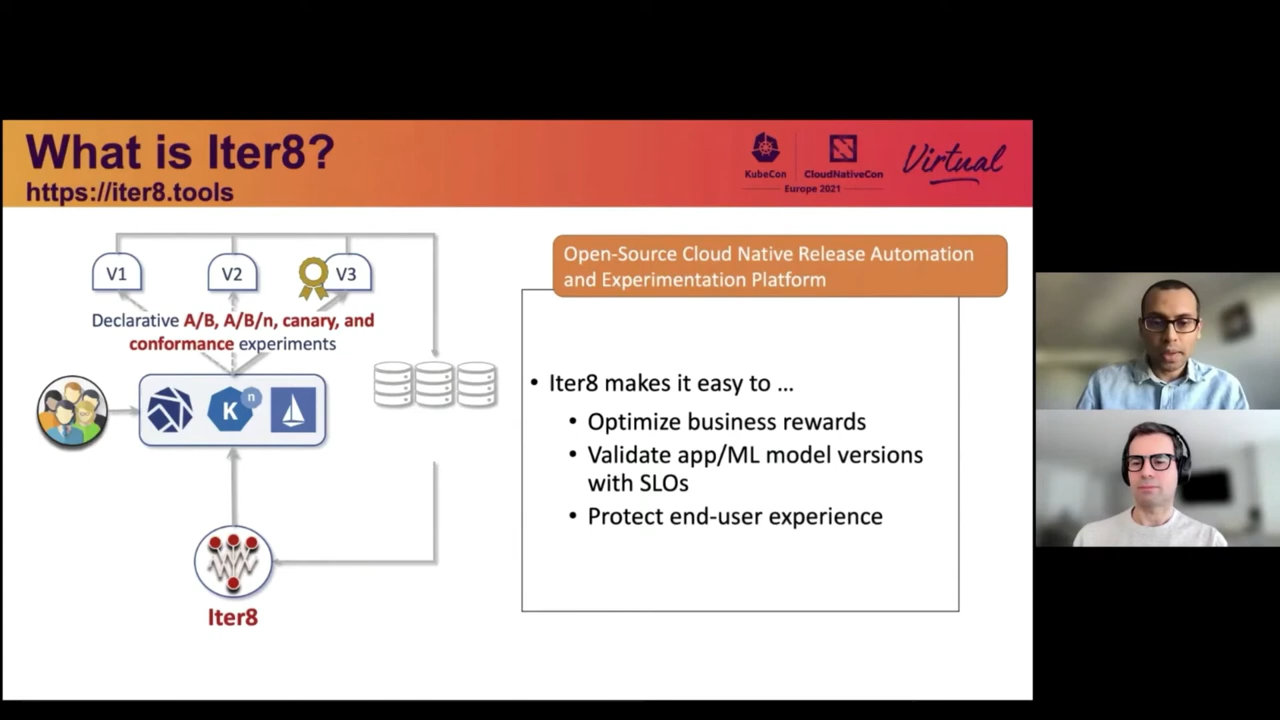 What is Iter8?
https://iter8.tools
KubeCon
CloudNativeCon
Europe 2021
Virtual
V1
V2
V3
Declarative A/B, A/B/n, canary, and
conformance experiments
K
n
Iter8
Open-Source Cloud Native Release Automation
and Experimentation Platform
• Iter8 makes it easy to ...
• Optimize business rewards
• Validate app/ML model versions
with SLOs
• Protect end-user experience